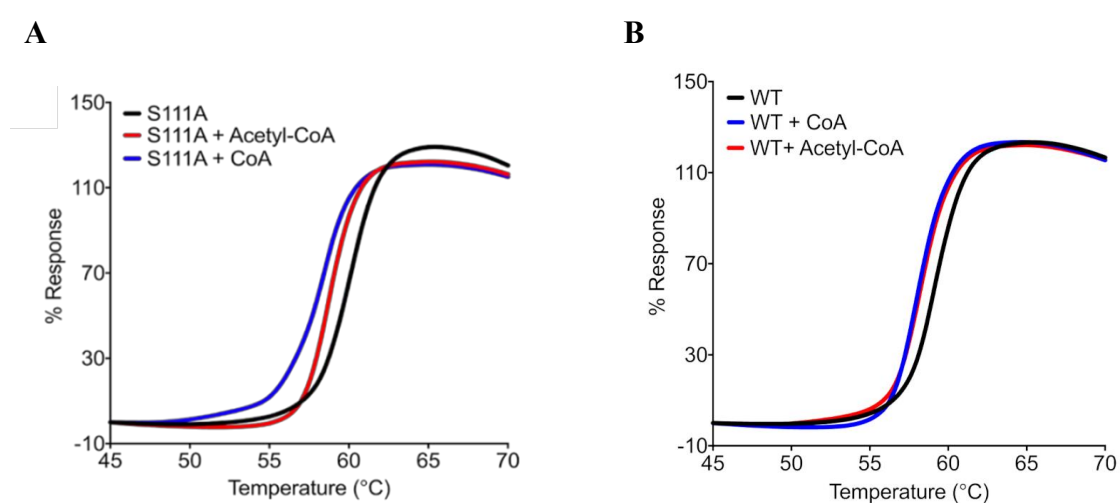 A
B
150
110
70
30
-10
S111A
S111A + Acetyl-CoA
S111A + CoA
% Response
45 50 55 60 65 70
Temperature (°C)
150
110
70
30
-10
WT
WT + CoA
WT+ Acetyl-CoA
% Response
45 50 55 60 65 70
Temperature (°C)